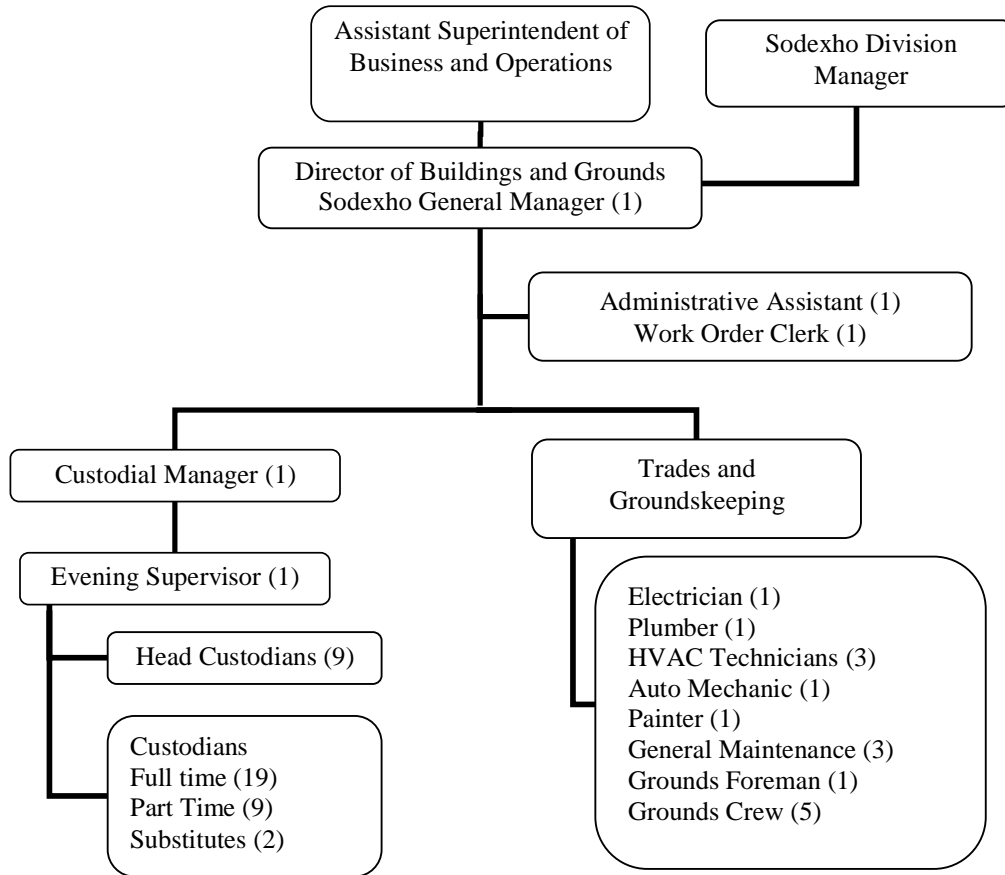 Assistant Superintendent of
Business and Operations
Sodexho Division
Manager
Director of Buildings and Grounds
Sodexho General Manager (1)
Administrative Assistant (1)
Work Order Clerk (1)
Custodial Manager (1)
Trades and
Groundskeeping
Evening Supervisor (1)
Head Custodians (9)
Custodians
Full time (19)
Part Time (9)
Substitutes (2)
Electrician (1)
Plumber (1)
HVAC Technicians (3)
Auto Mechanic (1)
Painter (1)
General Maintenance (3)
Grounds Foreman (1)
Grounds Crew (5)